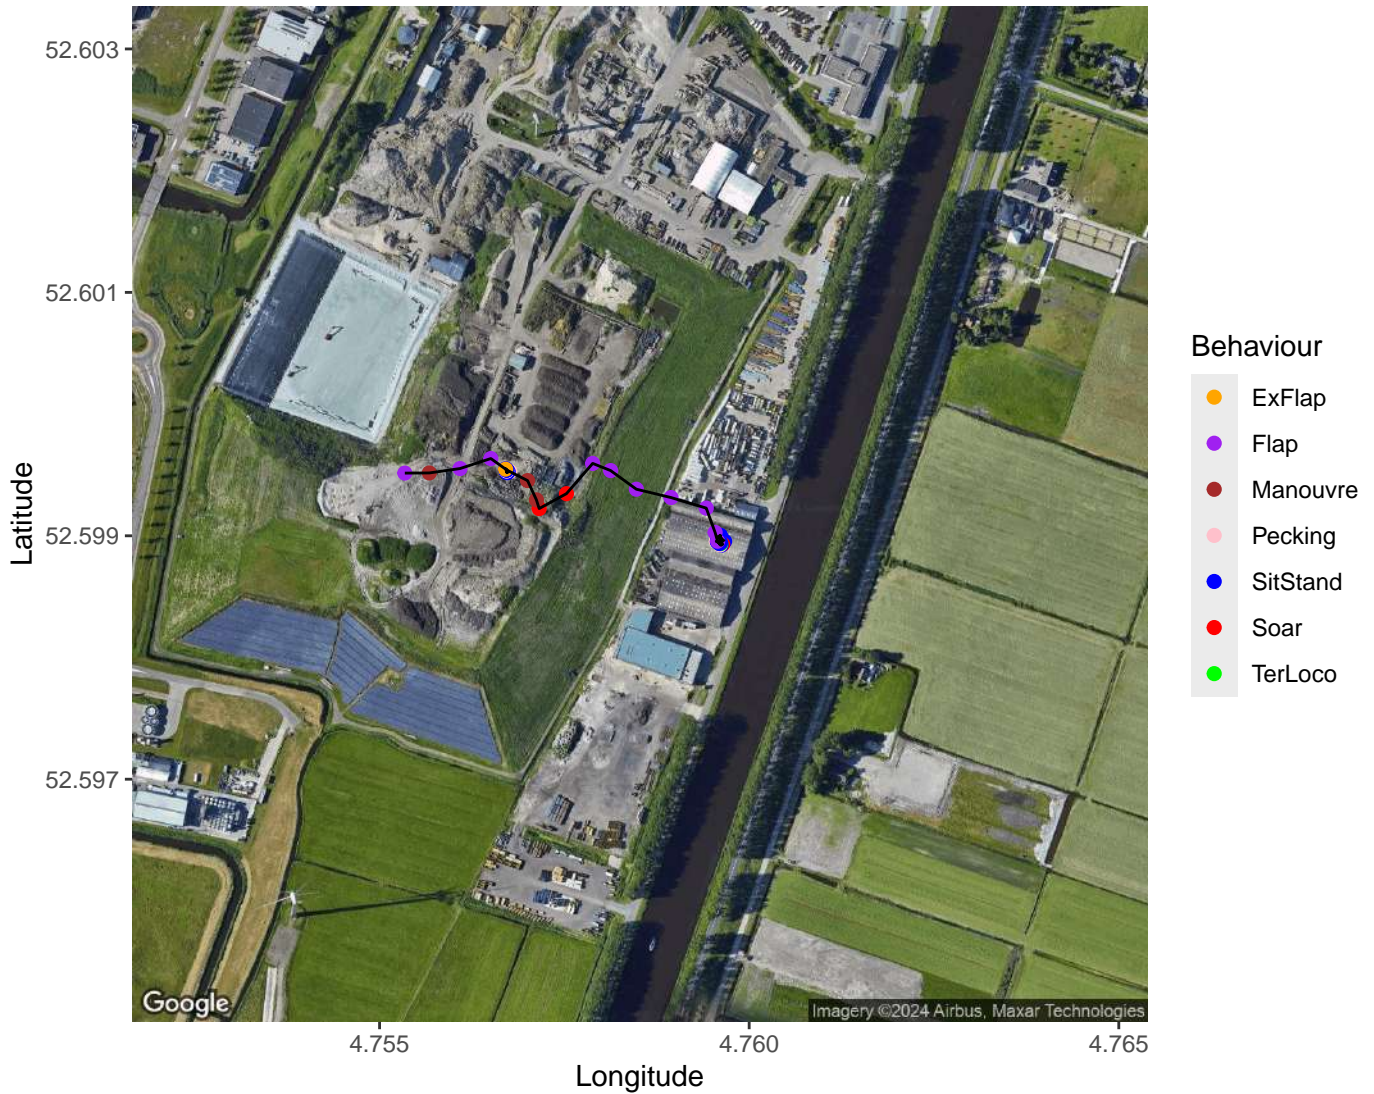 52.603
52.601
52.599
52.597
Latitude
4.755
4.760
4.765
Longitude
Google
Imagery ©2024 Airbus, Maxar Technologies
Behaviour
ExFlap
Flap
Manouvre
Pecking
SitStand
Soar
TerLoco